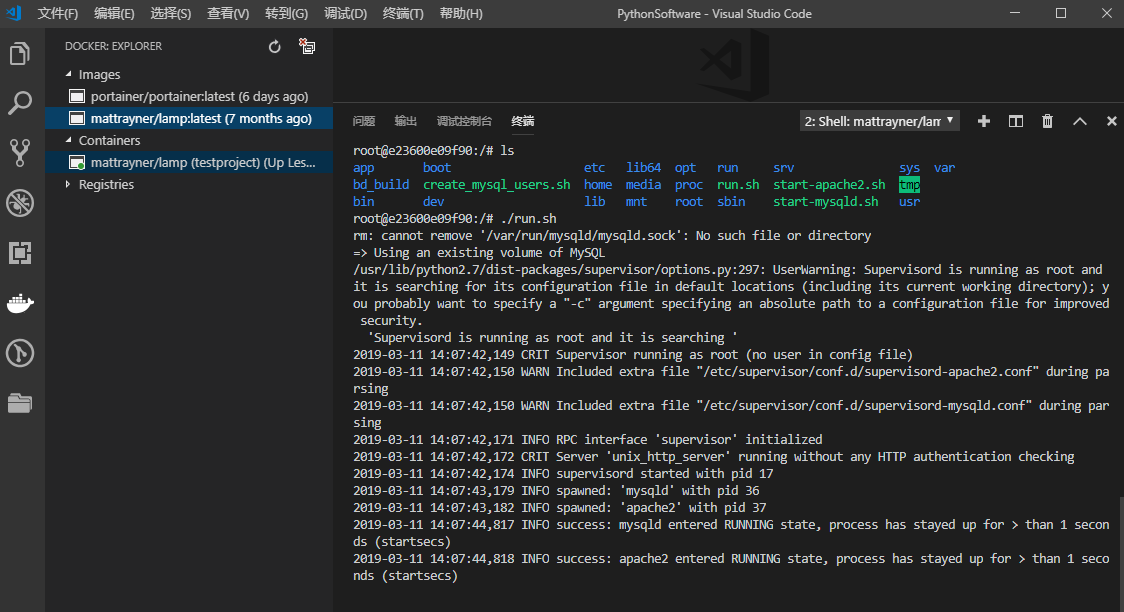 文件(F) 编辑(E) 选择(S) 查看(V) 转到(G) 调试(D) 终端(T) 帮助(H) PythonSoftware - Visual Studio Code
DOCKER: EXPLORER
Images
portainer/portainer:latest (6 days ago)
mattrayner/lamp:latest (7 months ago)
Containers
mattrayner/lamp (testproject) (Up Les...
Registries
问题 输出 调试控制台 终端 2: Shell: mattrayner/lam
root@e23600e09f90:/# ls
app boot etc lib64 opt run srv sys var
bd_build create_mysql_users.sh home media proc run.sh start-apache2.sh tmp
bin dev lib mnt root sbin start-mysqld.sh usr
root@e23600e09f90:/# ./run.sh
rm: cannot remove '/var/run/mysqld/mysqld.sock': No such file or directory
=> Using an existing volume of MySQL
/usr/lib/python2.7/dist-packages/supervisor/options.py:297: UserWarning: Supervisord is running as root and
it is searching for its configuration file in default locations (including its current working directory); y
ou probably want to specify a "-c" argument specifying an absolute path to a configuration file for improved
security.
'Supervisord is running as root and it is searching '
2019-03-11 14:07:42,149 CRIT Supervisor running as root (no user in config file)
2019-03-11 14:07:42,150 WARN Included extra file "/etc/supervisor/conf.d/supervisord-apache2.conf" during pa
rsing
2019-03-11 14:07:42,150 WARN Included extra file "/etc/supervisor/conf.d/supervisord-mysqld.conf" during par
sing
2019-03-11 14:07:42,171 INFO RPC interface 'supervisor' initialized
2019-03-11 14:07:42,172 CRIT Server 'unix_http_server' running without any HTTP authentication checking
2019-03-11 14:07:42,174 INFO supervisord started with pid 17
2019-03-11 14:07:43,179 INFO spawned: 'mysqld' with pid 36
2019-03-11 14:07:43,182 INFO spawned: 'apache2' with pid 37
2019-03-11 14:07:44,817 INFO success: mysqld entered RUNNING state, process has stayed up for > than 1 secon
ds (startsecs)
2019-03-11 14:07:44,818 INFO success: apache2 entered RUNNING state, process has stayed up for > than 1 seco
nds (startsecs)